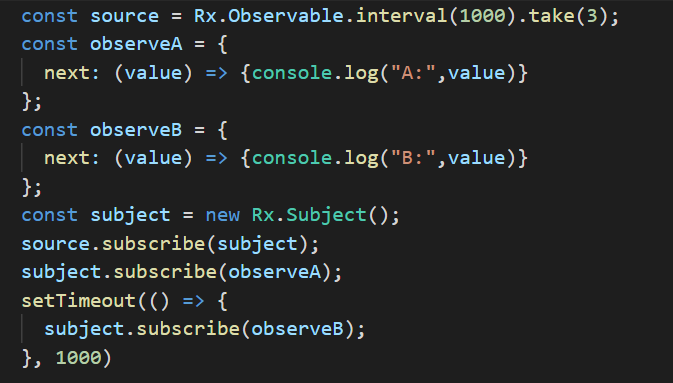 const source = Rx.Observable.interval(1000).take(3);
const observeA = {
  next: (value) => {console.log("A:",value)}
};
const observeB = {
  next: (value) => {console.log("B:",value)}
};
const subject = new Rx.Subject();
source.subscribe(subject);
subject.subscribe(observeA);
setTimeout(() => {
  subject.subscribe(observeB);
}, 1000)